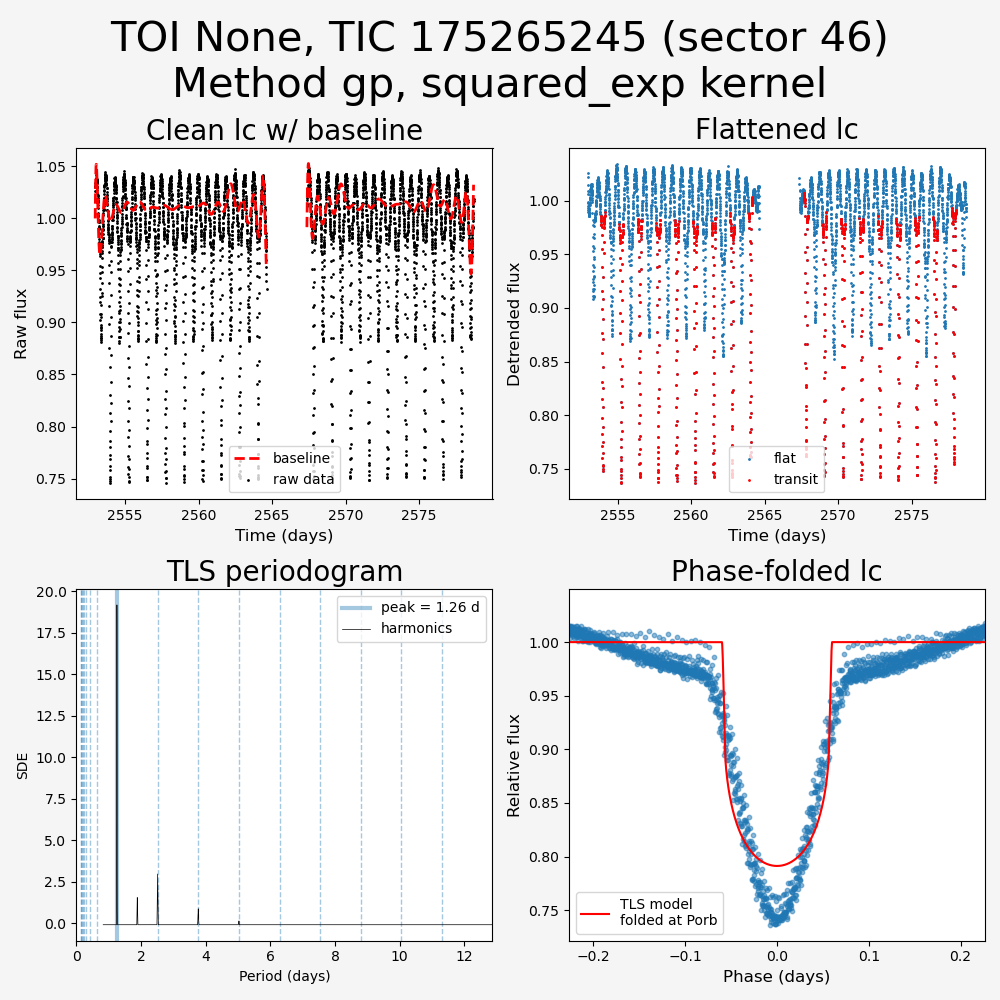 TOI None, TIC 175265245 (sector 46)
Method gp, squared_exp kernel
Clean lc w/ baseline
Raw flux
1.05
1.00
0.95
0.90
0.85
0.80
0.75
baseline
raw data
2555
2560
2565
2570
2575
Time (days)
Flattened lc
Detrended flux
1.00
0.95
0.90
0.85
0.80
0.75
flat
transit
2555
2560
2565
2570
2575
Time (days)
TLS periodogram
SDE
20.0
17.5
15.0
12.5
10.0
7.5
5.0
2.5
0.0
peak = 1.26 d
harmonics
0
2
4
6
8
10
12
Period (days)
Phase-folded lc
Relative flux
1.00
0.95
0.90
0.85
0.80
0.75
TLS model
folded at Porb
−0.2
−0.1
0.0
0.1
0.2
Phase (days)